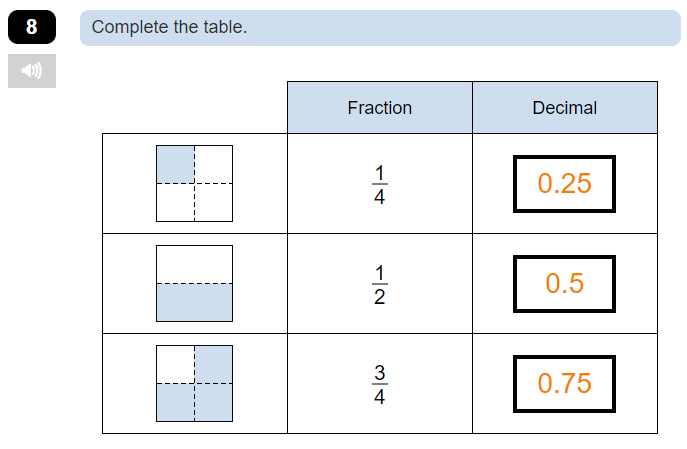 8
Complete the table.
Fraction Decimal
1/4 0.25
1/2 0.5
3/4 0.75